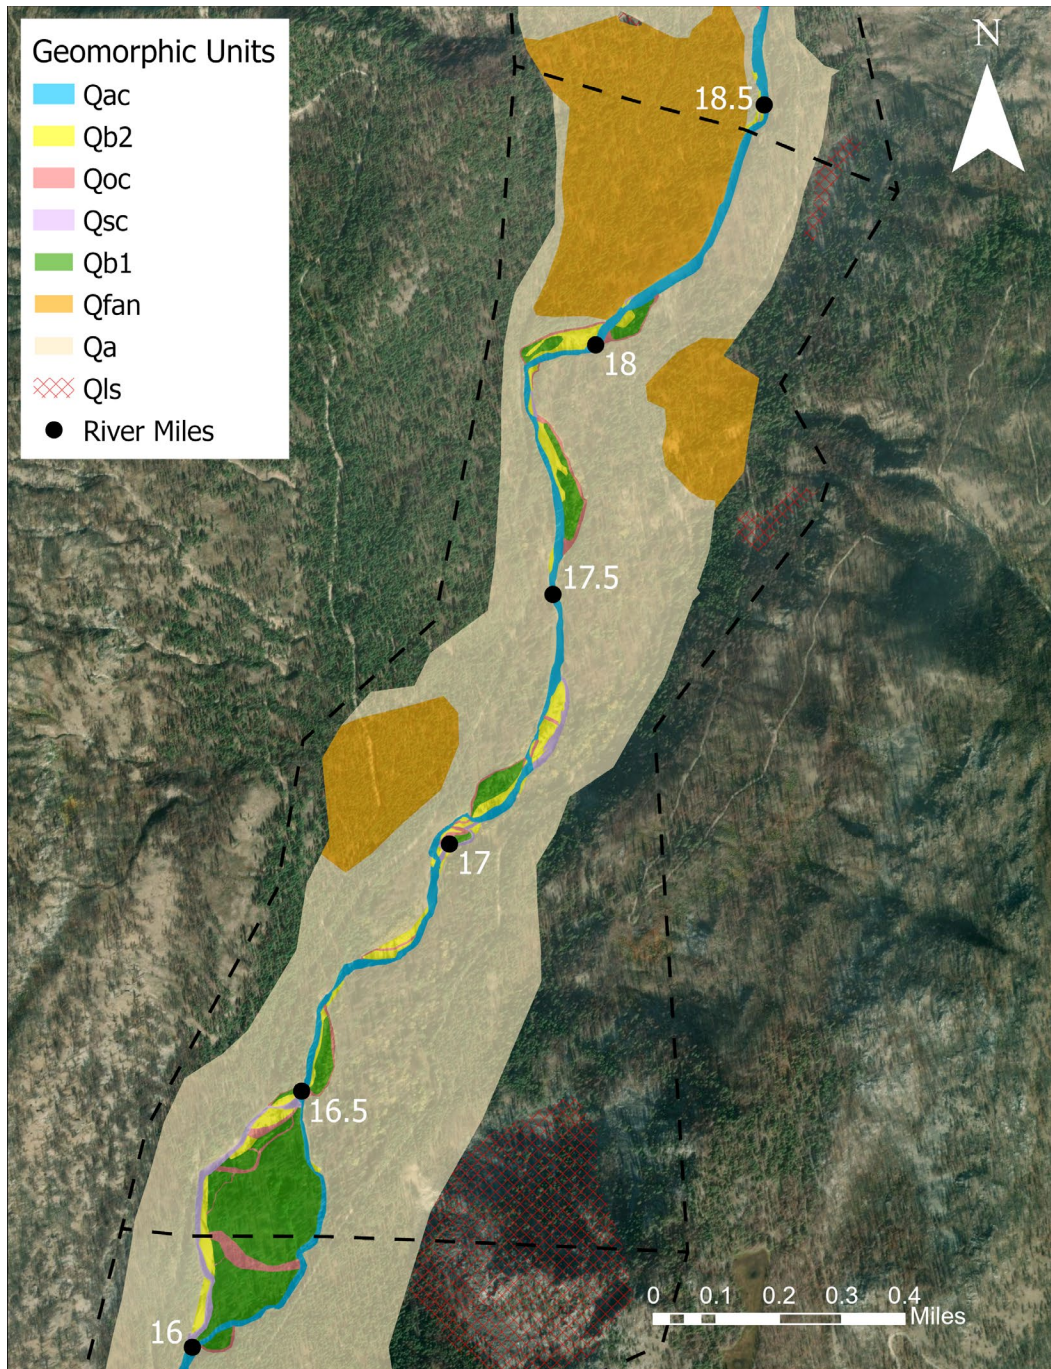 Geomorphic Units
Qac
Qb2
Qoc
Qsc
Qb1
Qfan
Qa
Qls
River Miles
N
18.5
18
17.5
17
16.5
16
0 0.1 0.2 0.3 0.4
Miles